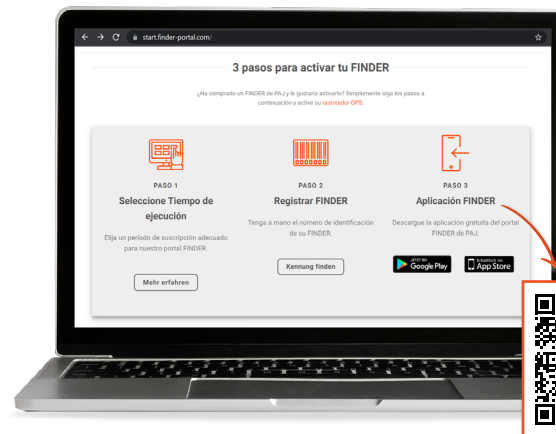 start.finder-portal.com/
3 pasos para activar tu FINDER
¿Ha comprado un FINDER de PAJ y le gustaría activarlo? Simplemente siga los pasos a
continuación y active su rastreador GPS.
PASO 1
Seleccione Tiempo de
ejecución
Elija un período de suscripción adecuado
para nuestro portal FINDER.
Mehr erfahren
PASO 2
Registrar FINDER
Tenga a mano el número de identificación
de su FINDER.
Kennung finden
PASO 3
Aplicación FINDER
Descargue la aplicación gratuita del portal
FINDER de PAJ.
JETZT BEI
Google Play
Erhältlich im
App Store